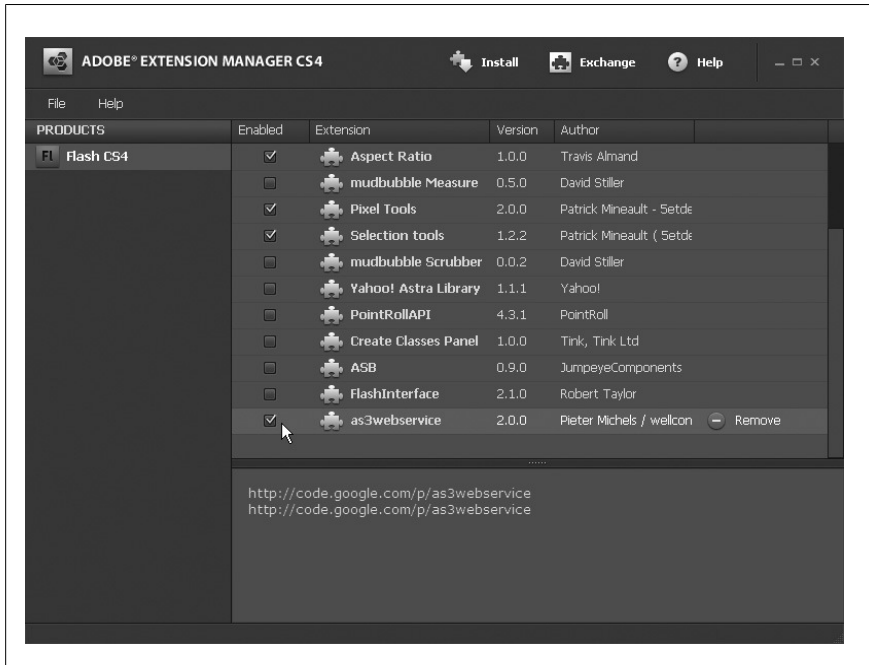 ADOBE® EXTENSION MANAGER CS4 Install Exchange ? Help
File Help
PRODUCTS Enabled Extension Version Author
Fl Flash CS4 Aspect Ratio 1.0.0 Travis Almand
mudbubble Measure 0.5.0 David Stiller
Pixel Tools 2.0.0 Patrick Mineault - 5etde
Selection tools 1.2.2 Patrick Mineault ( 5etde
mudbubble Scrubber 0.0.2 David Stiller
Yahoo! Astra Library 1.1.1 Yahoo!
PointRollAPI 4.3.1 PointRoll
Create Classes Panel 1.0.0 Tink, Tink Ltd
ASB 0.9.0 JumpeyeComponents
FlashInterface 2.1.0 Robert Taylor
as3webservice 2.0.0 Pieter Michels / wellcon Remove
http://code.google.com/p/as3webservice
http://code.google.com/p/as3webservice